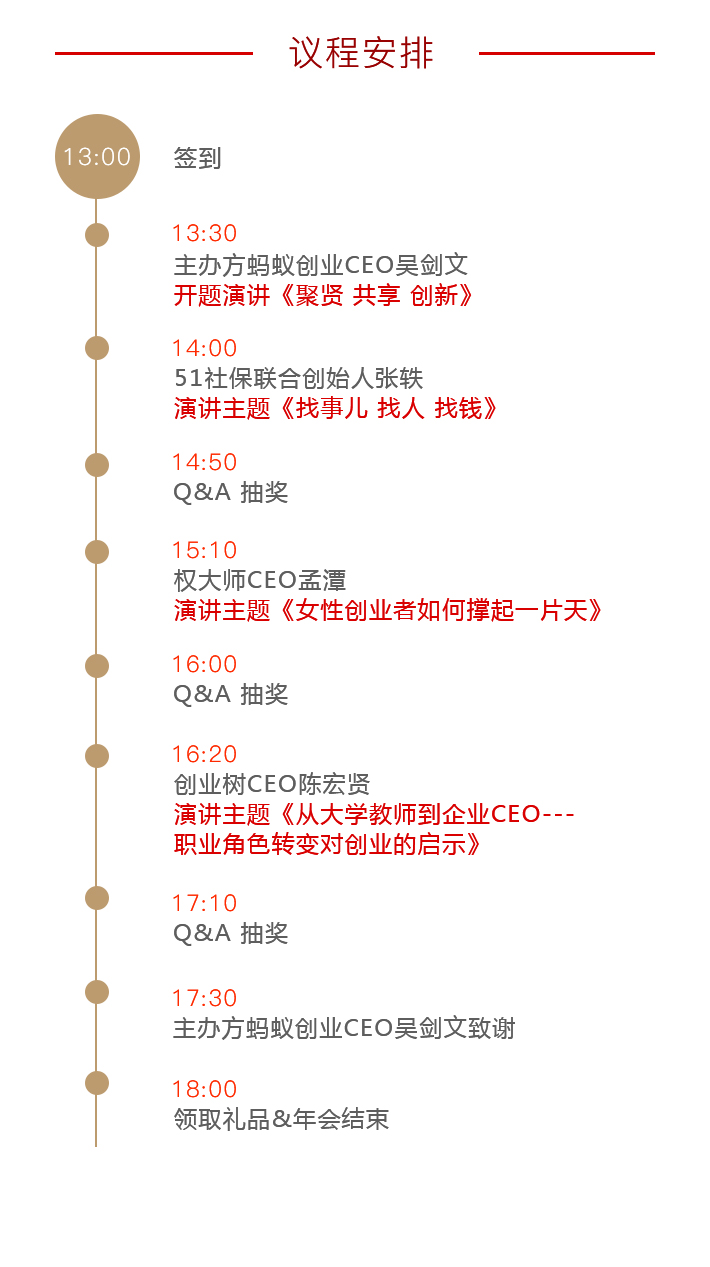 议程安排
13:00
签到
13:30
主办方蚂蚁创业CEO吴剑文
开题演讲《聚贤 共享 创新》
14:00
51社保联合创始人张轶
演讲主题《找事儿 找人 找钱》
14:50
Q&A 抽奖
15:10
权大师CEO孟潭
演讲主题《女性创业者如何撑起一片天》
16:00
Q&A 抽奖
16:20
创业树CEO陈宏贤
演讲主题《从大学教师到企业CEO---
职业角色转变对创业的启示》
17:10
Q&A 抽奖
17:30
主办方蚂蚁创业CEO吴剑文致谢
18:00
领取礼品&年会结束